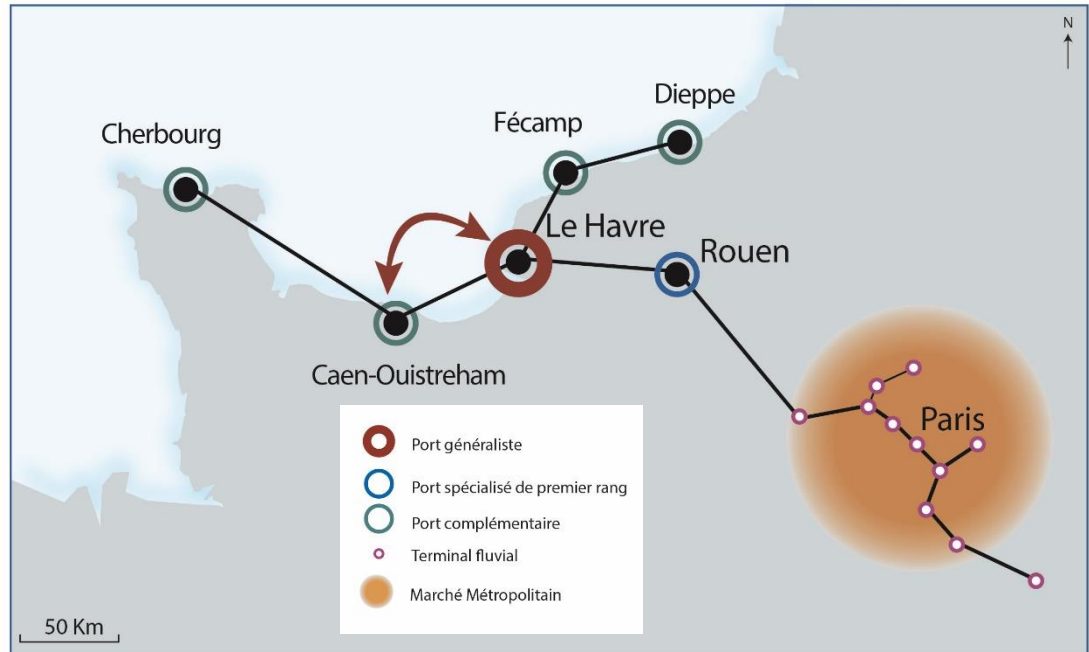 N
Dieppe
Fécamp
Cherbourg
Le Havre
Rouen
Caen-Ouistreham
Paris
Port généraliste
Port spécialisé de premier rang
Port complémentaire
Terminal fluvial
Marché Métropolitain
50 Km